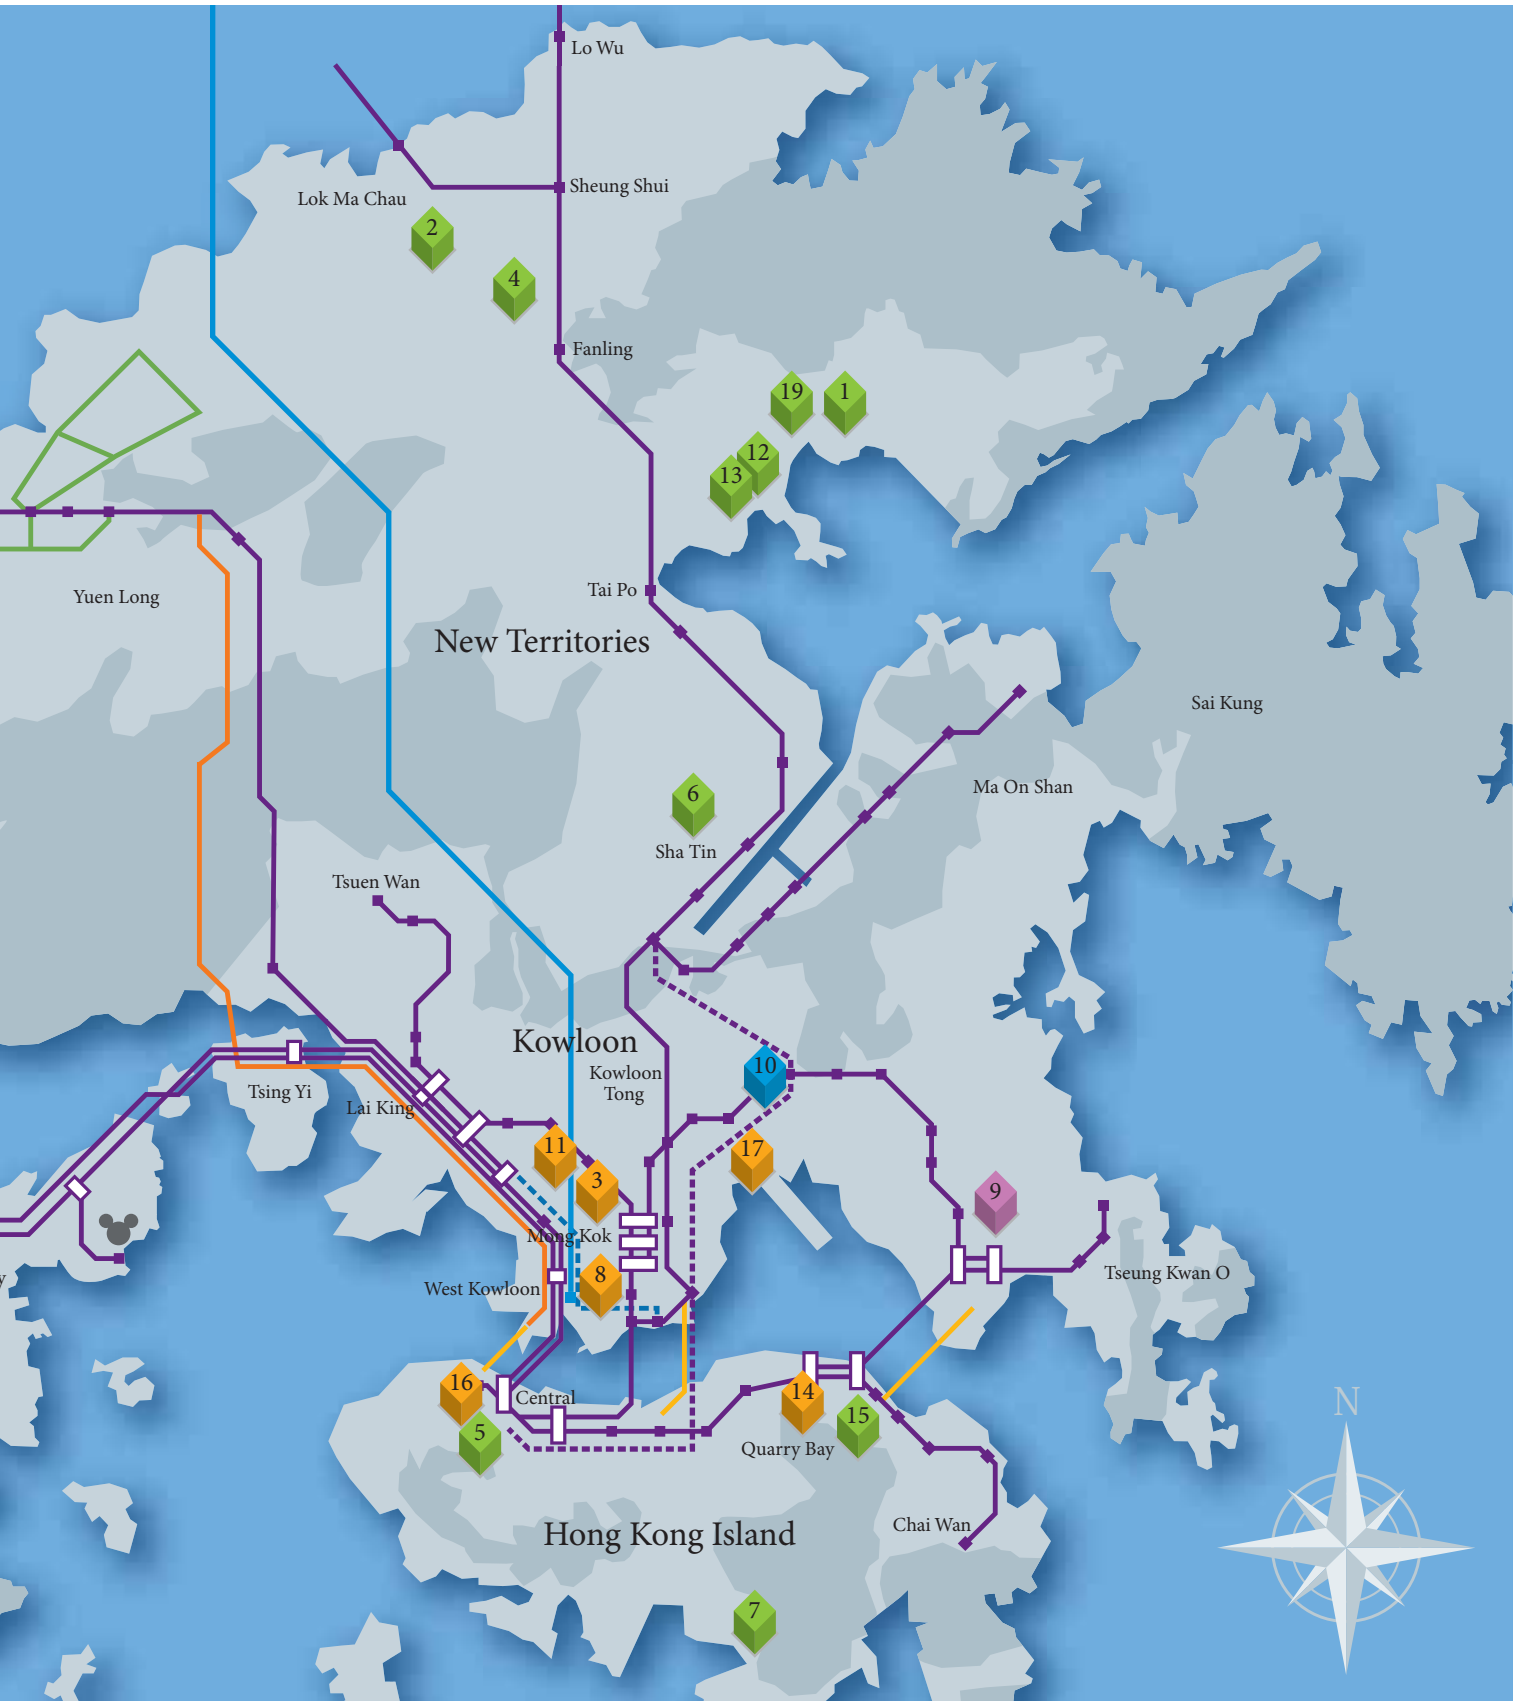 Lo Wu
Sheung Shui
Lok Ma Chau
2
4
Fanling
19
1
12
13
Tai Po
Yuen Long
New Territories
Sai Kung
Ma On Shan
6
Sha Tin
Tsuen Wan
Kowloon
Kowloon
Tong
10
Tsing Yi
Lai King
11
17
3
9
Mong Kok
8
West Kowloon
Tseung Kwan O
y
16
Central
14
15
5
Quarry Bay
N
Chai Wan
Hong Kong Island
7